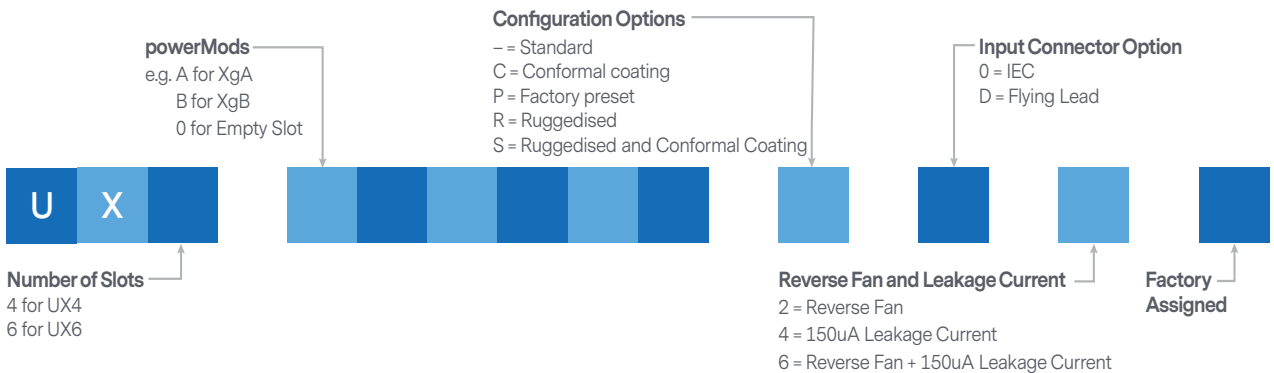 Configuration Options
– = Standard
C = Conformal coating
P = Factory preset
R = Ruggedised
S = Ruggedised and Conformal Coating
powerMods
e.g. A for XgA
B for XgB
0 for Empty Slot
Input Connector Option
0 = IEC
D = Flying Lead
U X
Number of Slots
4 for UX4
6 for UX6
Reverse Fan and Leakage Current
2 = Reverse Fan
4 = 150uA Leakage Current
6 = Reverse Fan + 150uA Leakage Current
Factory
Assigned